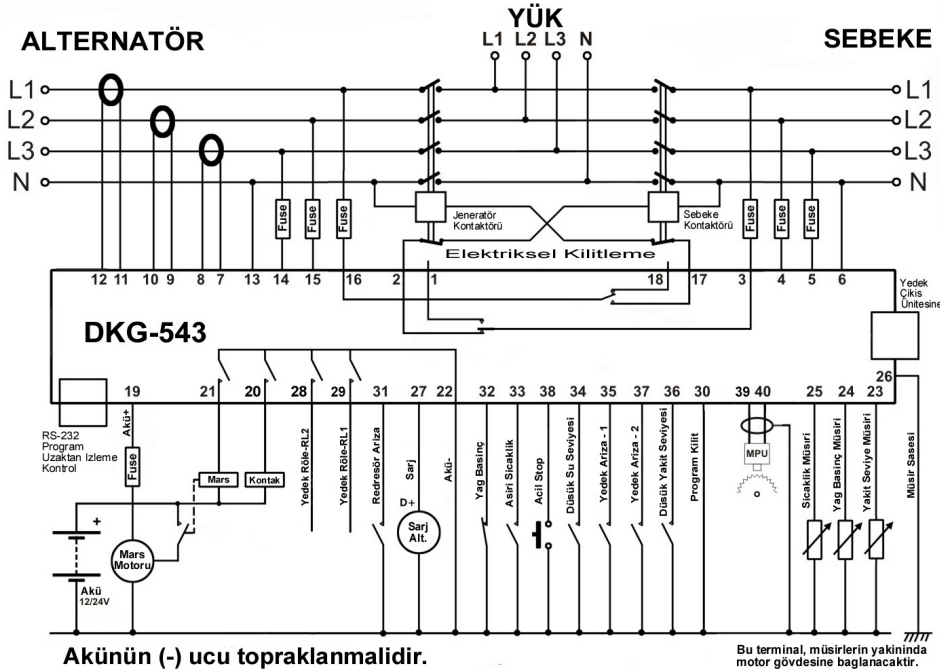 YÜK
ALTERNATÖR
SEBEKE
L1 L2 L3 N
L1
L2
L3
N
L1
L2
L3
N
Fuse
Fuse
Fuse
Jeneratör
Kontaktörü
Sebeke
Kontaktörü
Fuse
Fuse
Fuse
Elektriksel Kilitleme
12 11 10 9 8 7 13 14 15 16 2 1 18 17 3 4 5 6
Yedek
Çikis
Ünitesine
DKG-543
26
19 21 20 28 29 31 27 22 32 33 38 34 35 37 36 30 39 40 25 24 23
RS-232
Program
Uzaktan Izleme
Kontrol
Akü+
Fuse
Mars
Kontak
Yedek Röle-RL2
Yedek Röle-RL1
Redresör Ariza
Sarj
D+
Sarj
Alt.
Akü-
Yag Basinç
Asiri Sicaklik
Acil Stop
Düsük Su Seviyesi
Yedek Ariza - 1
Yedek Ariza - 2
Düsük Yakit Seviyesi
Program Kilit
MPU
Sicaklik Müsiri
Yag Basinç Müsiri
Yakit Seviye Müsiri
Müsir Sasesi
+
Mars
Motoru
Akü
12/24V
Akünün (-) ucu topraklanmalidir.
Bu terminal, müsirlerin yakininda
motor gövdesine baglanacaktir.